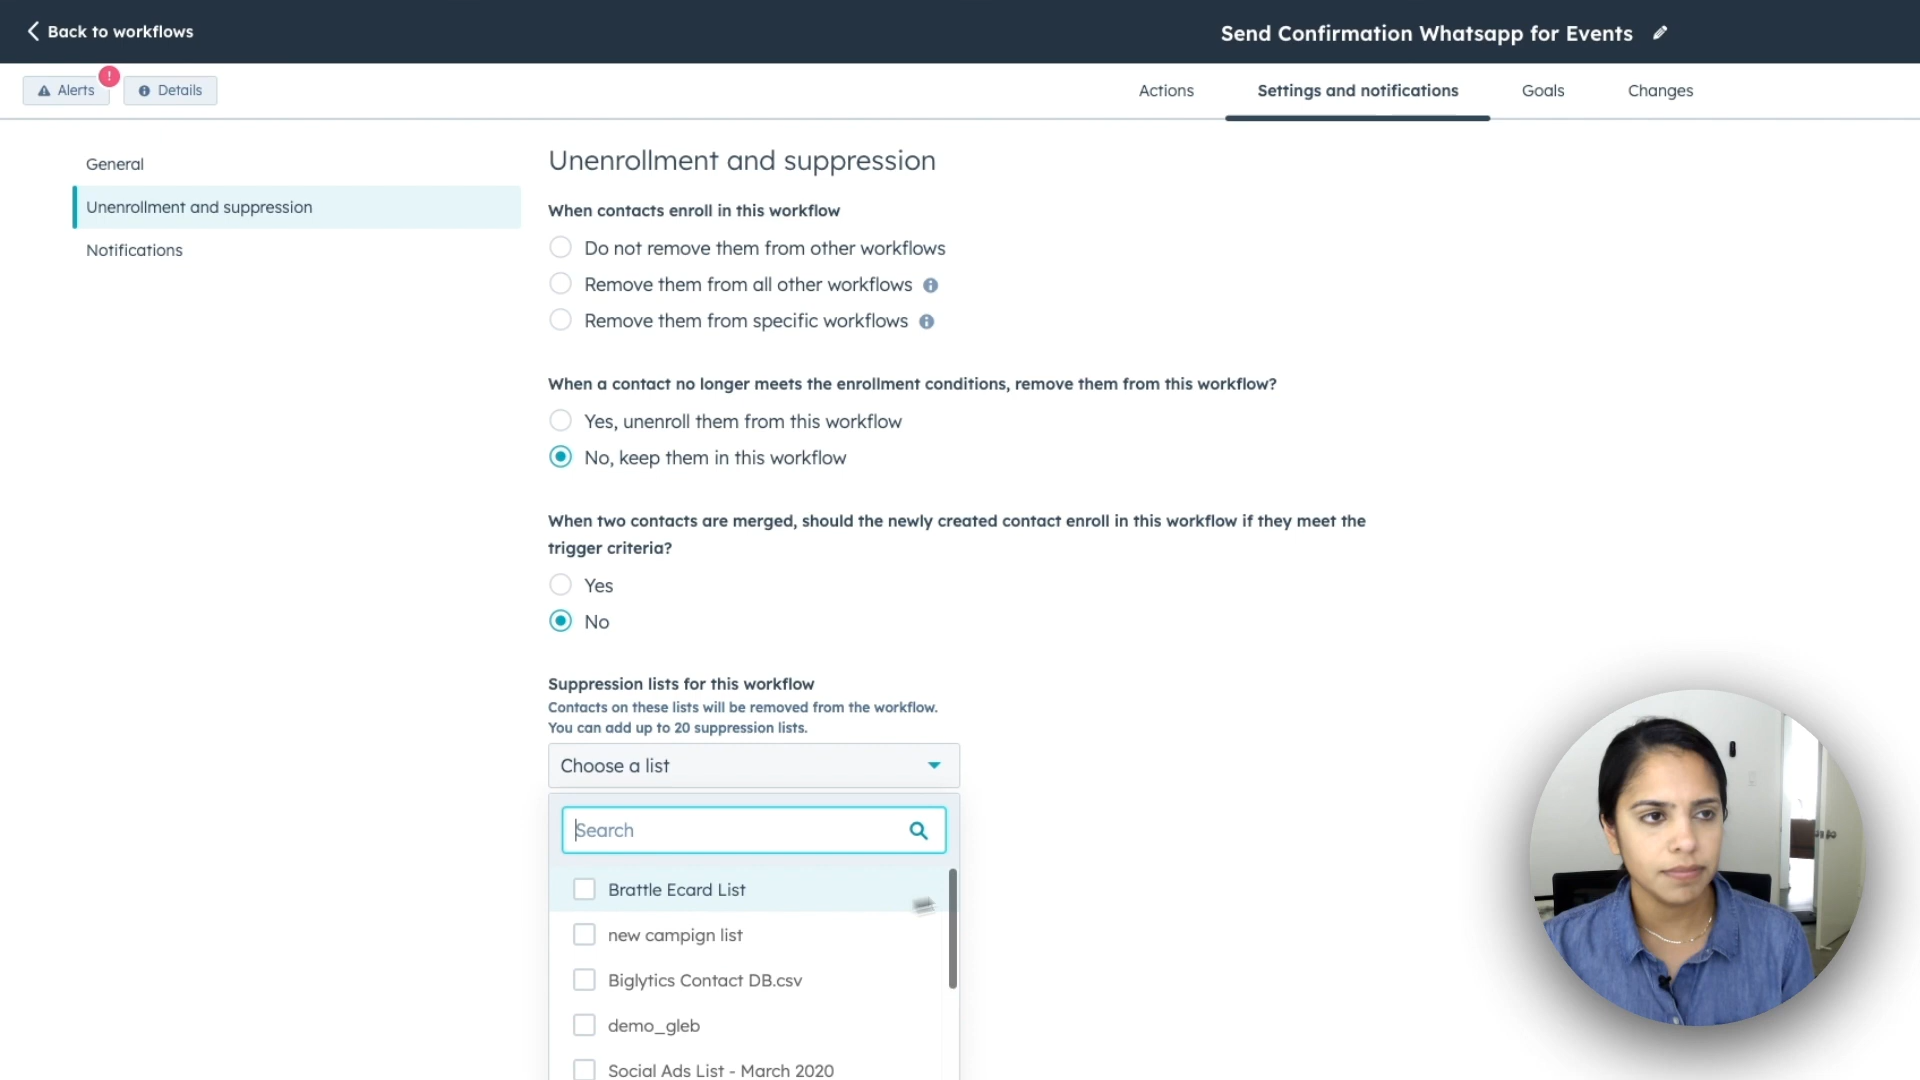 Back to workflows
Send Confirmation Whatsapp for Events
Alerts
!
Details
Actions
Settings and notifications
Goals
Changes
General
Unenrollment and suppression
Notifications
Unenrollment and suppression
When contacts enroll in this workflow
Do not remove them from other workflows
Remove them from all other workflows
Remove them from specific workflows
When a contact no longer meets the enrollment conditions, remove them from this workflow?
Yes, unenroll them from this workflow
No, keep them in this workflow
When two contacts are merged, should the newly created contact enroll in this workflow if they meet the
trigger criteria?
Yes
No
Suppression lists for this workflow
Contacts on these lists will be removed from the workflow.
You can add up to 20 suppression lists.
Choose a list
Search
Brattle Ecard List
new campign list
Biglytics Contact DB.csv
demo_gleb
Social Ads List - March 2020